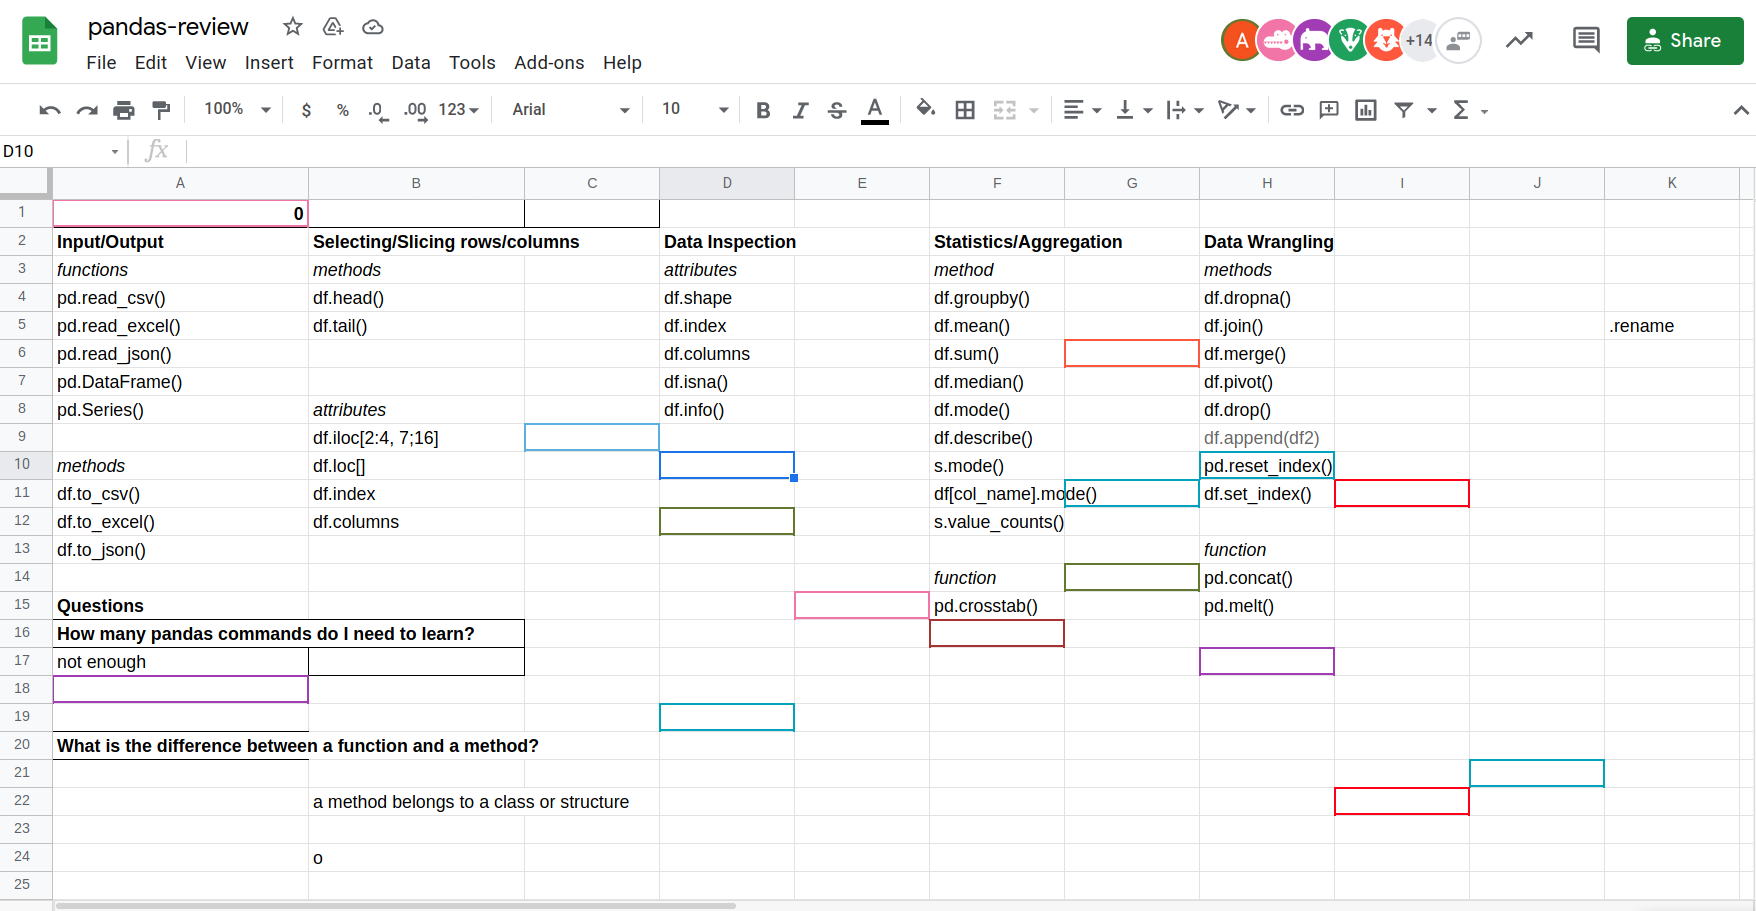 pandas-review
A +14 Share
File Edit View Insert Format Data Tools Add-ons Help
100% $ % .0 .00 123 Arial 10 B I S A Σ
D10 fx
A B C D E F G H I J K
1 0
2 Input/Output Selecting/Slicing rows/columns Data Inspection Statistics/Aggregation Data Wrangling
3 functions methods attributes method methods
4 pd.read_csv() df.head() df.shape df.groupby() df.dropna()
5 pd.read_excel() df.tail() df.index df.mean() df.join() .rename
6 pd.read_json() df.columns df.sum() df.merge()
7 pd.DataFrame() df.isna() df.median() df.pivot()
8 pd.Series() attributes df.info() df.mode() df.drop()
9 df.iloc[2:4, 7;16] df.describe() df.append(df2)
10 methods df.loc[] s.mode() pd.reset_index()
11 df.to_csv() df.index df[col_name].mode() df.set_index()
12 df.to_excel() df.columns s.value_counts()
13 df.to_json() function
14 function pd.concat()
15 Questions pd.crosstab() pd.melt()
16 How many pandas commands do I need to learn?
17 not enough
18
19
20 What is the difference between a function and a method?
21
22 a method belongs to a class or structure
23
24 o
25